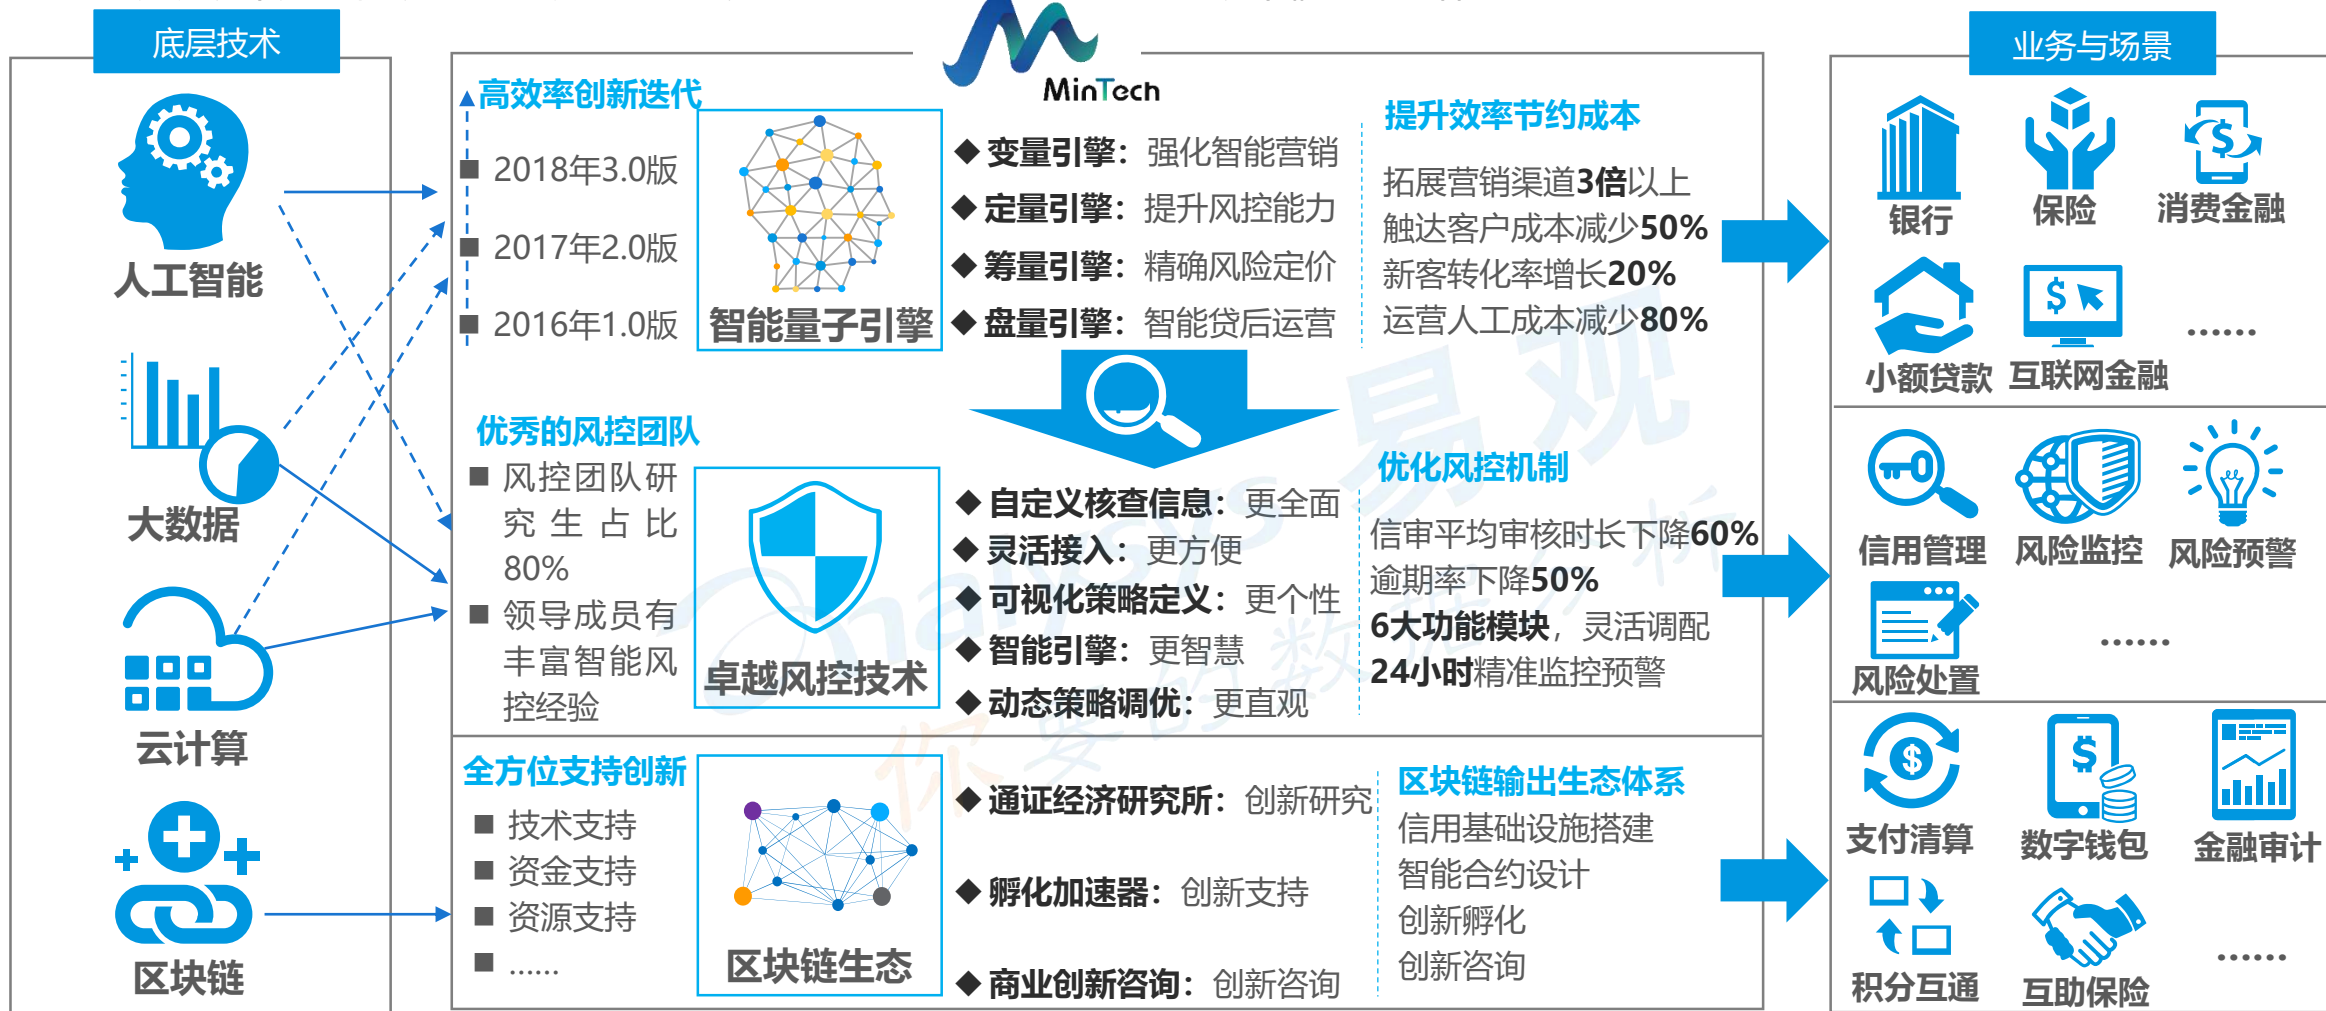 底层技术
人工智能
大数据
云计算
区块链
MinTech
高效率创新迭代
2018年3.0版
2017年2.0版
2016年1.0版
智能量子引擎
变量引擎：强化智能营销
定量引擎：提升风控能力
筹量引擎：精确风险定价
盘量引擎：智能贷后运营
提升效率节约成本
拓展营销渠道3倍以上
触达客户成本减少50%
新客转化率增长20%
运营人工成本减少80%
优秀的风控团队
风控团队研
究生占比
80%
领导成员有
丰富智能风
控经验
卓越风控技术
自定义核查信息：更全面
灵活接入：更方便
可视化策略定义：更个性
智能引擎：更智慧
动态策略调优：更直观
优化风控机制
信审平均审核时长下降60%
逾期率下降50%
6大功能模块，灵活调配
24小时精准监控预警
全方位支持创新
技术支持
资金支持
资源支持
......
区块链生态
通证经济研究所：创新研究
孵化加速器：创新支持
商业创新咨询：创新咨询
区块链输出生态体系
信用基础设施搭建
智能合约设计
创新孵化
创新咨询
业务与场景
银行
保险
消费金融
小额贷款
互联网金融
......
信用管理
风险监控
风险预警
风险处置
......
支付清算
数字钱包
金融审计
积分互通
互助保险
......
analysys易观
你要的数据分析